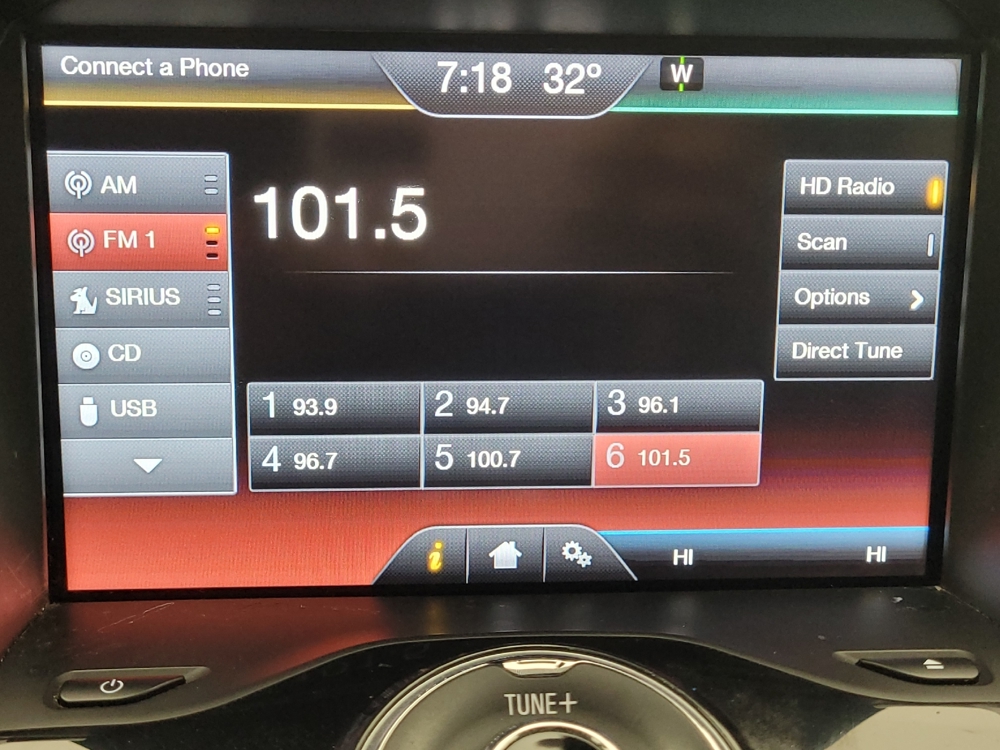 Connect a Phone
7:18 32º
W
AM
FM 1
SIRIUS
CD
USB
101.5
HD Radio
Scan
Options
Direct Tune
1 93.9
2 94.7
3 96.1
4 96.7
5 100.7
6 101.5
i
HI
HI
TUNE+